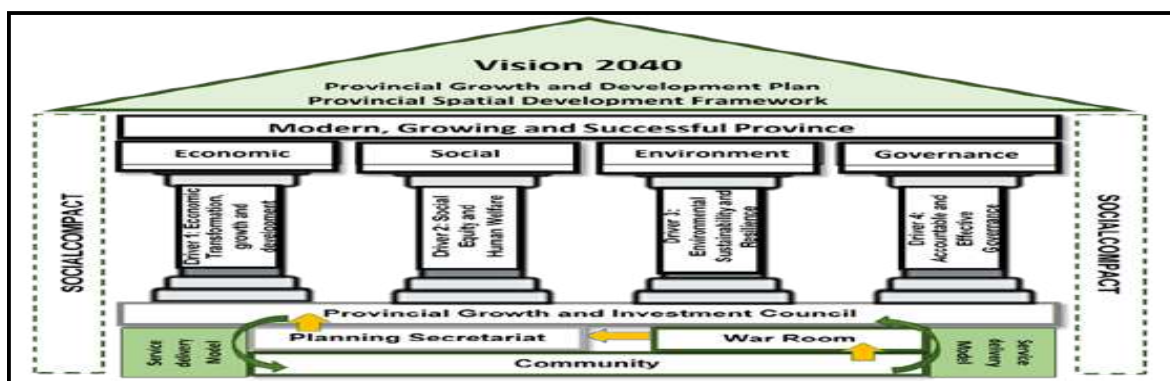 Vision 2040
Provincial Growth and Development Plan
Provincial Spatial Development Framework
Modern, Growing and Successful Province
Economic
Social
Environment
Governance
SOCIALCOMPACT
Driver 1: Economic
Transformation,
growth and
development
Driver 2: Social
Equity and
Human Welfare
Driver 3:
Environmental
Sustainability and
Resilience
Driver 4:
Accountable and
Effective
Governance
SOCIALCOMPACT
Provincial Growth and Investment Council
Service
delivery
Model
Planning Secretariat
War Room
Service
delivery
Model
Community